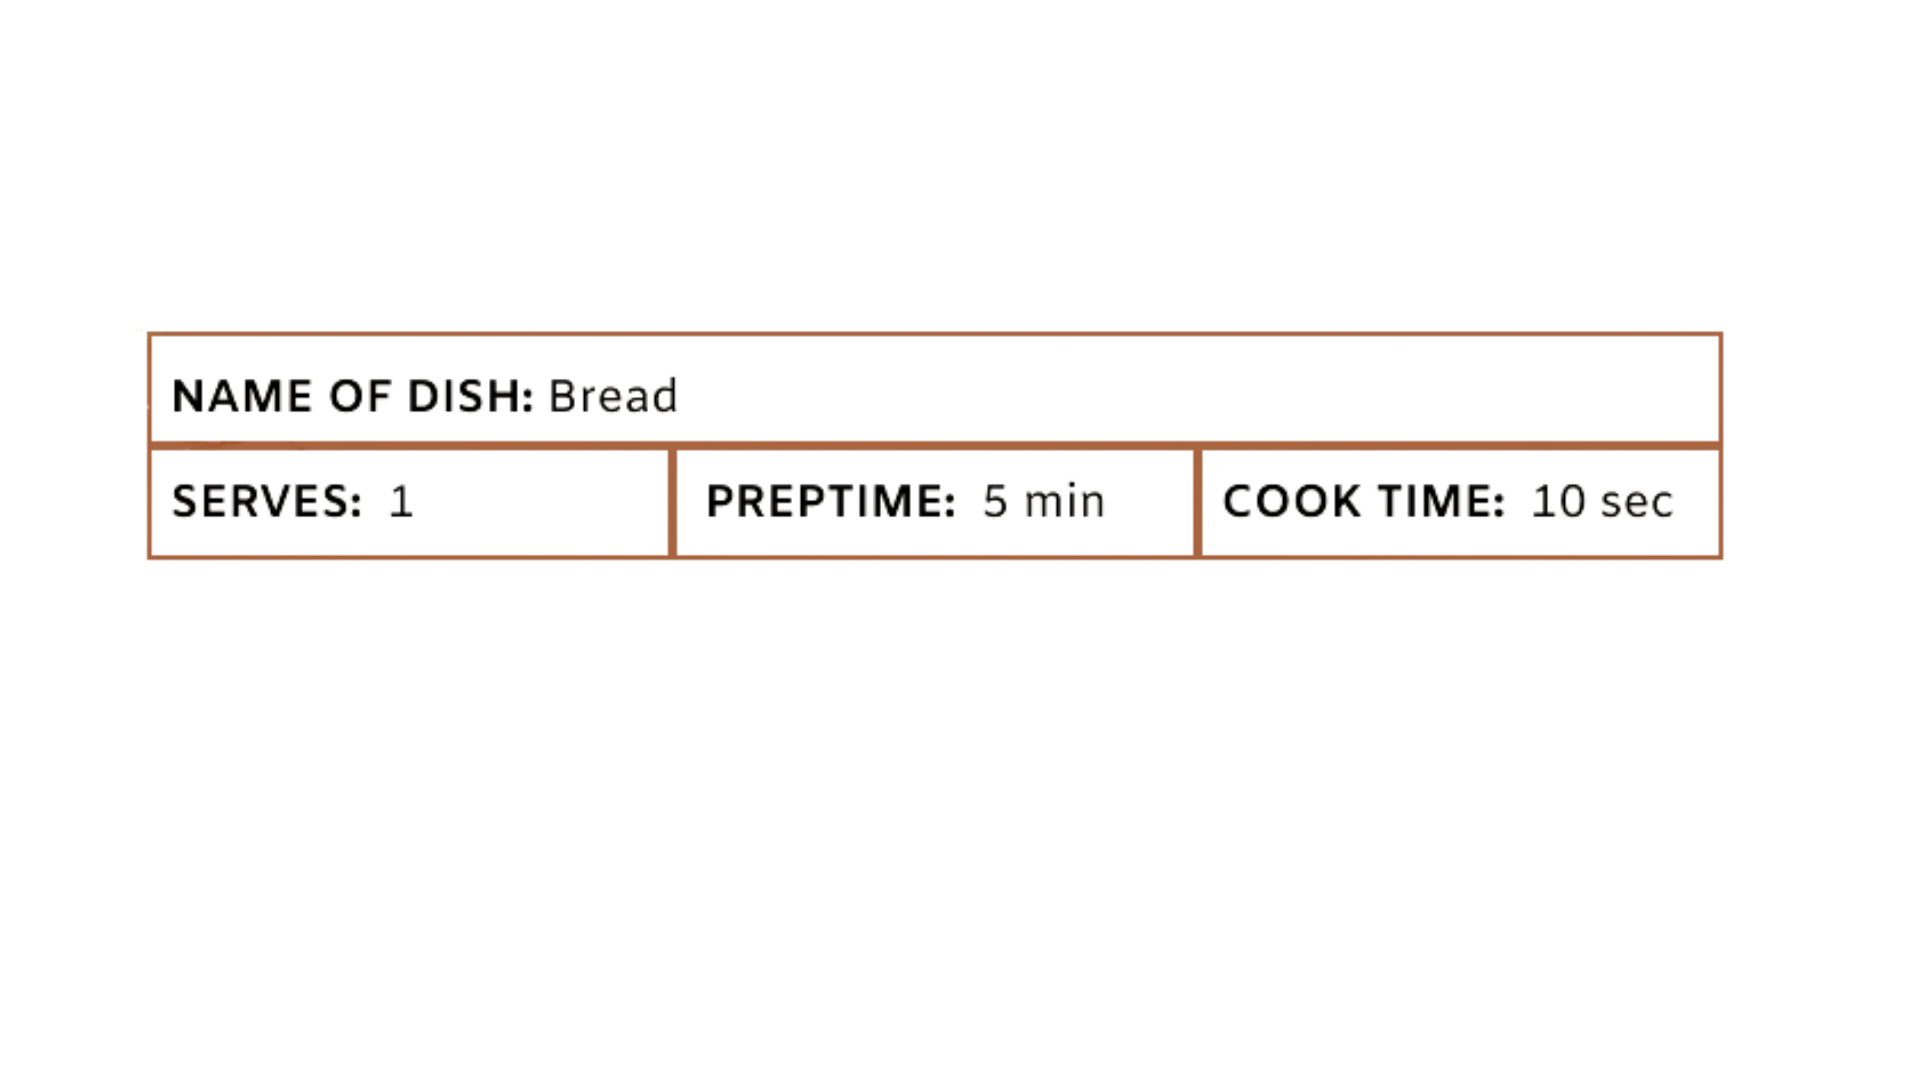 NAME OF DISH: Bread
SERVES: 1 PREPTIME: 5 min COOK TIME: 10 sec